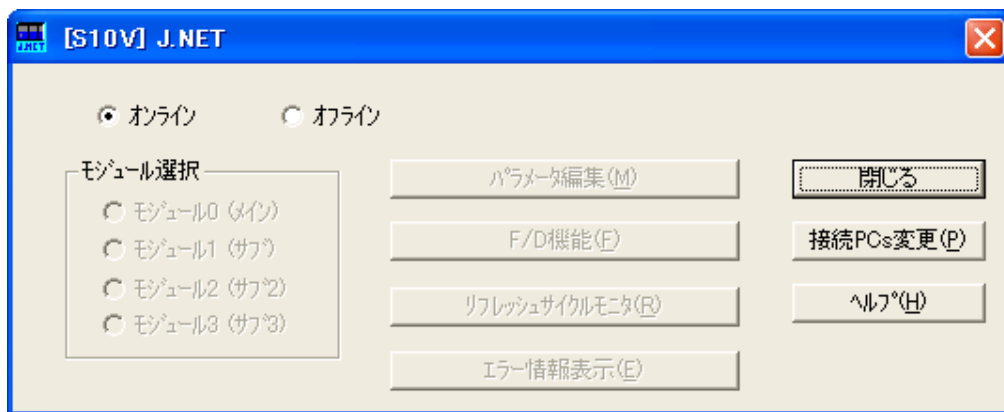 J.NET
[S10V] J.NET
オンライン
オフライン
モジュール選択
モジュール0 (メイン)
モジュール1 (サブ)
モジュール2 (サブ2)
モジュール3 (サブ3)
パラメータ編集(M)
F/D機能(F)
リフレッシュサイクルモニタ(R)
エラー情報表示(E)
閉じる
接続PCs変更(P)
ヘルプ(H)